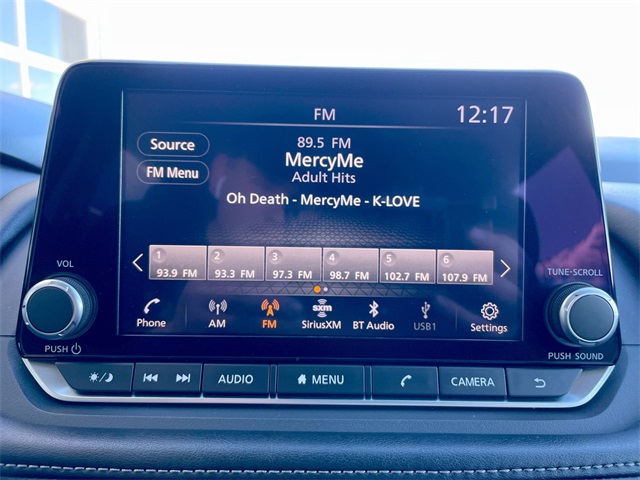 FM
12:17
Source
89.5 FM
MercyMe
FM Menu
Adult Hits
Oh Death - MercyMe - K-LOVE
1 2 3 4 5 6
93.9 FM 93.3 FM 97.3 FM 98.7 FM 102.7 FM 107.9 FM
Phone AM FM SiriusXM BT Audio USB1 Settings
sxm
VOL
TUNE·SCROLL
PUSH
PUSH SOUND
AUDIO MENU CAMERA